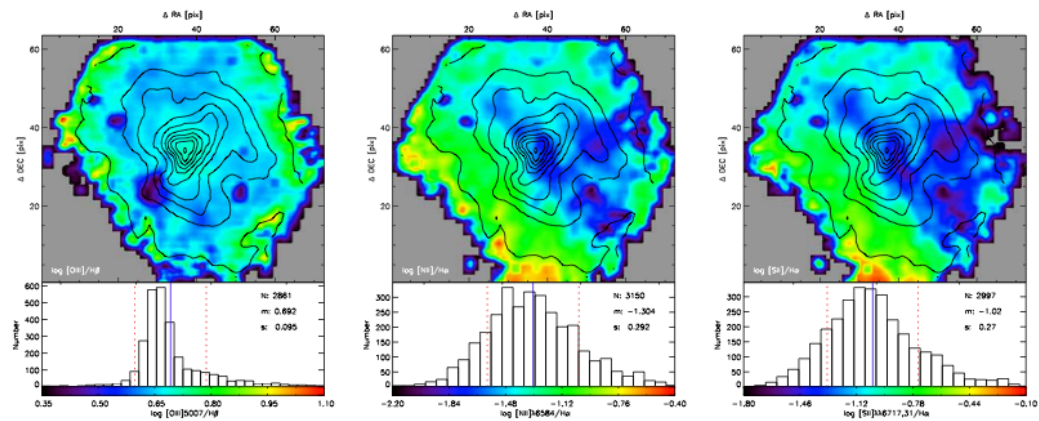 Δ RA [pix]
20 40 60
60
40
20
Δ DEC [pix]
log [OIII]/Hβ
600
500
400
300
200
100
0
Number
N: 2861
m: 0.692
s: 0.095
0.35 0.50 0.65 0.80 0.95 1.10
log [OIII]5007/Hβ
Δ RA [pix]
20 40 60
60
40
20
Δ DEC [pix]
log [NII]/Hα
300
250
200
150
100
50
0
Number
N: 3150
m: -1.304
s: 0.292
-2.20 -1.84 -1.48 -1.12 -0.76 -0.40
log [NII]λ6584/Hα
Δ RA [pix]
20 40 60
60
40
20
Δ DEC [pix]
log [SII]/Hα
300
250
200
150
100
50
0
Number
N: 2997
m: -1.02
s: 0.27
-1.80 -1.46 -1.12 -0.78 -0.44 -0.10
log [SII]λλ6717,31/Hα